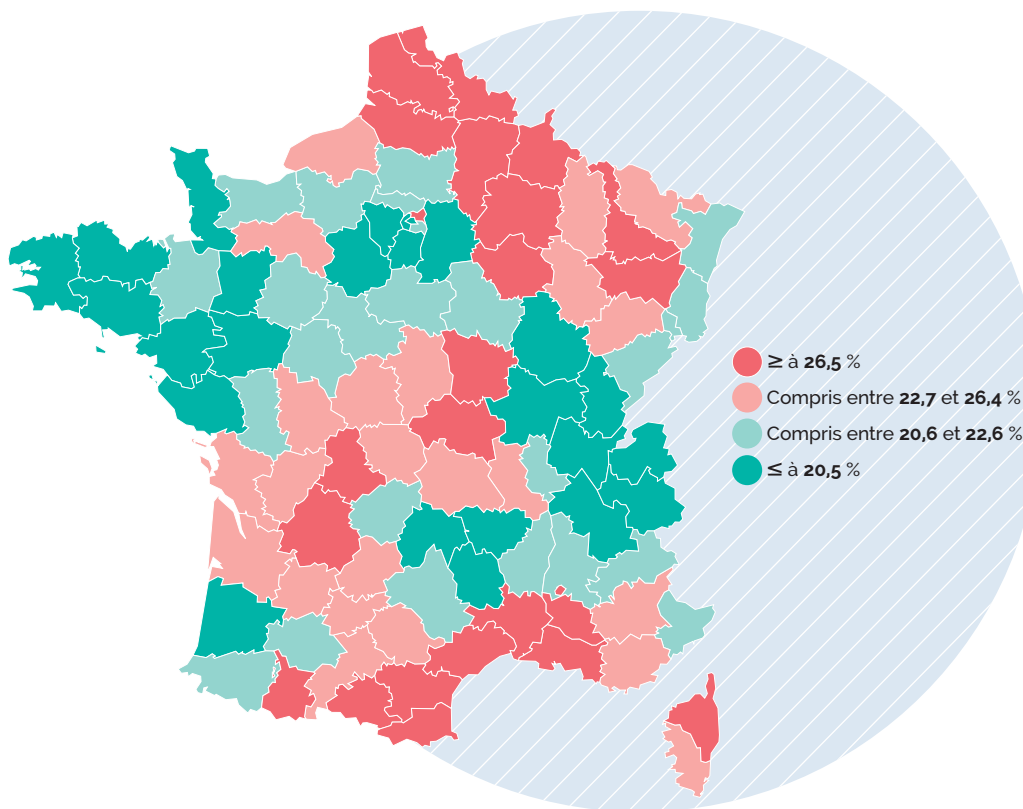 ≥ à 26,5 %
Compris entre 22,7 et 26,4 %
Compris entre 20,6 et 22,6 %
≤ à 20,5 %